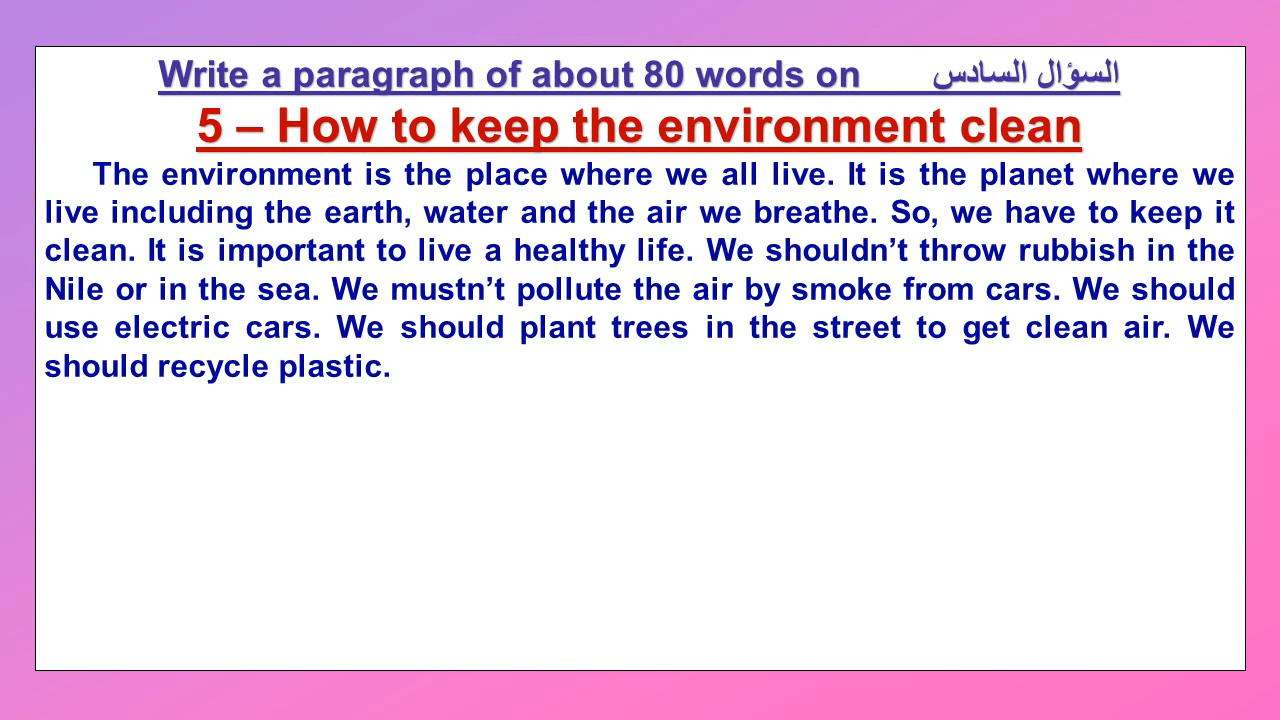 Write a paragraph of about 80 words on السؤال السادس
5 – How to keep the environment clean
The environment is the place where we all live. It is the planet where we
live including the earth, water and the air we breathe. So, we have to keep it
clean. It is important to live a healthy life. We shouldn’t throw rubbish in the
Nile or in the sea. We mustn’t pollute the air by smoke from cars. We should
use electric cars. We should plant trees in the street to get clean air. We
should recycle plastic.